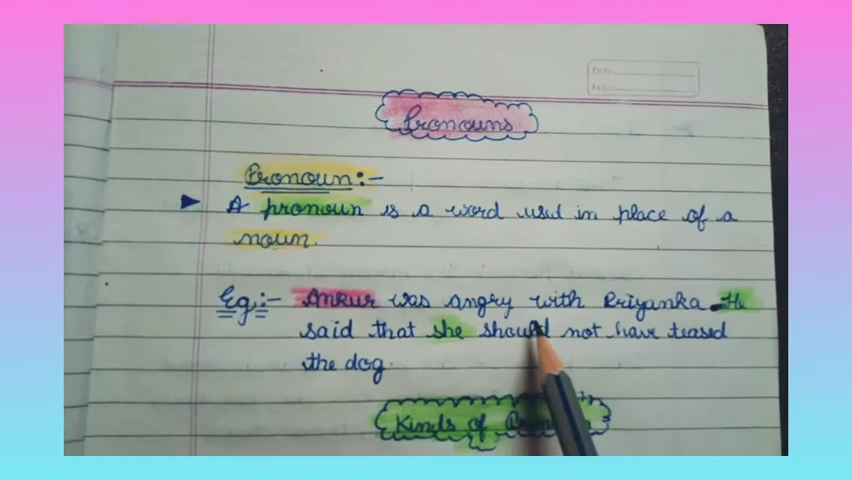 Pronouns
Pronoun:-
A pronoun is a word used in place of a
noun.
Eg:- Ankur was angry with Priyanka. He
said that she should not have teased
the dog.
Kinds of